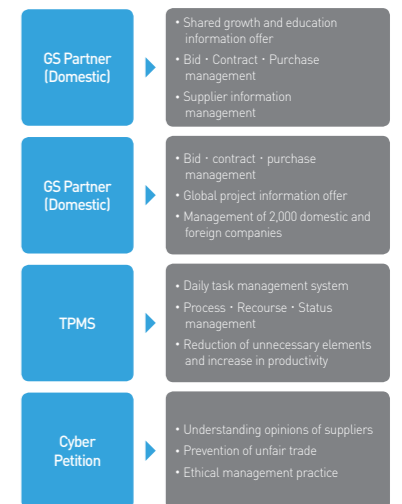 GS Partner
(Domestic)
• Shared growth and education
information offer
• Bid · Contract · Purchase
management
• Supplier information
management
GS Partner
(Domestic)
• Bid · contract · purchase
management
• Global project information offer
• Management of 2,000 domestic and
foreign companies
TPMS
• Daily task management system
• Process · Recourse · Status
management
• Reduction of unnecessary elements
and increase in productivity
Cyber
Petition
• Understanding opinions of suppliers
• Prevention of unfair trade
• Ethical management practice